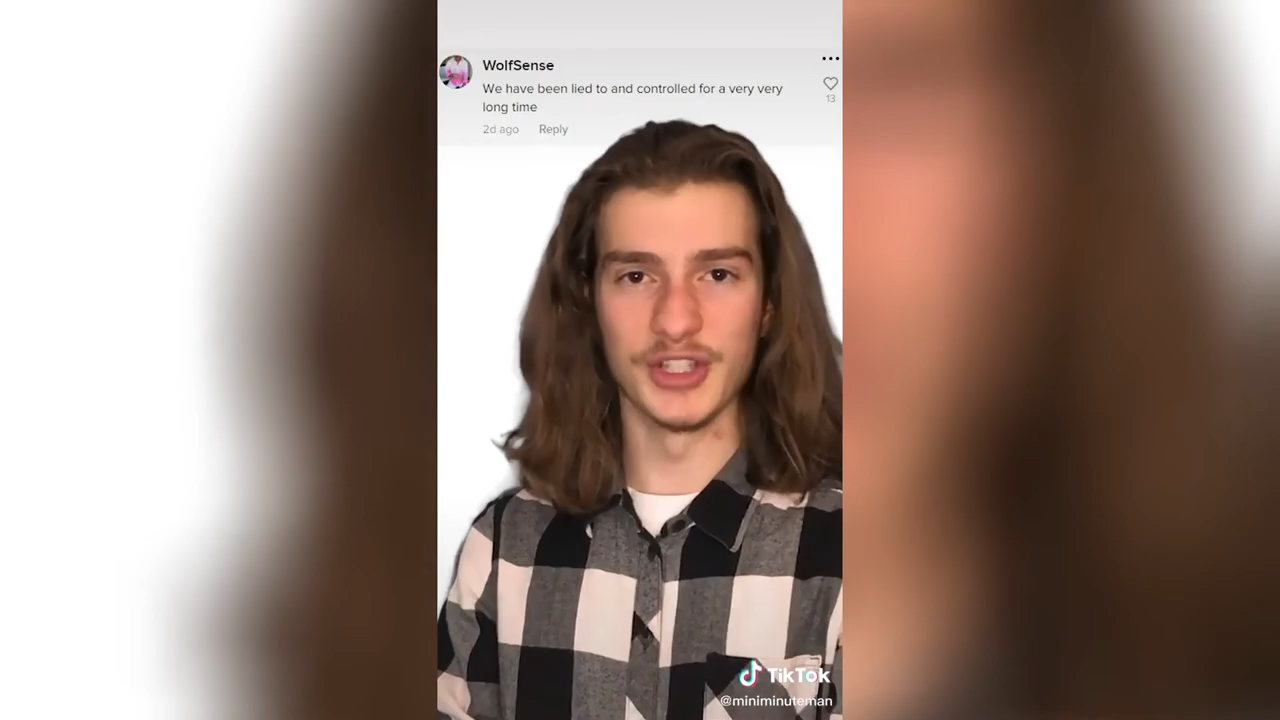 WolfSense
We have been lied to and controlled for a very very
long time
13
2d ago Reply
TikTok
@miniminuteman